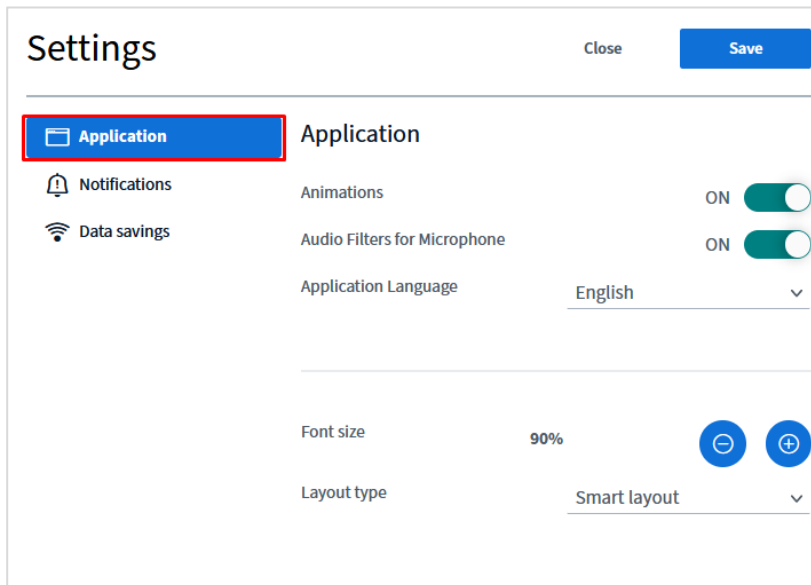 Settings
Close
Save
Application
Notifications
Data savings
Application
Animations
ON
Audio Filters for Microphone
ON
Application Language
English
Font size
90%
Layout type
Smart layout